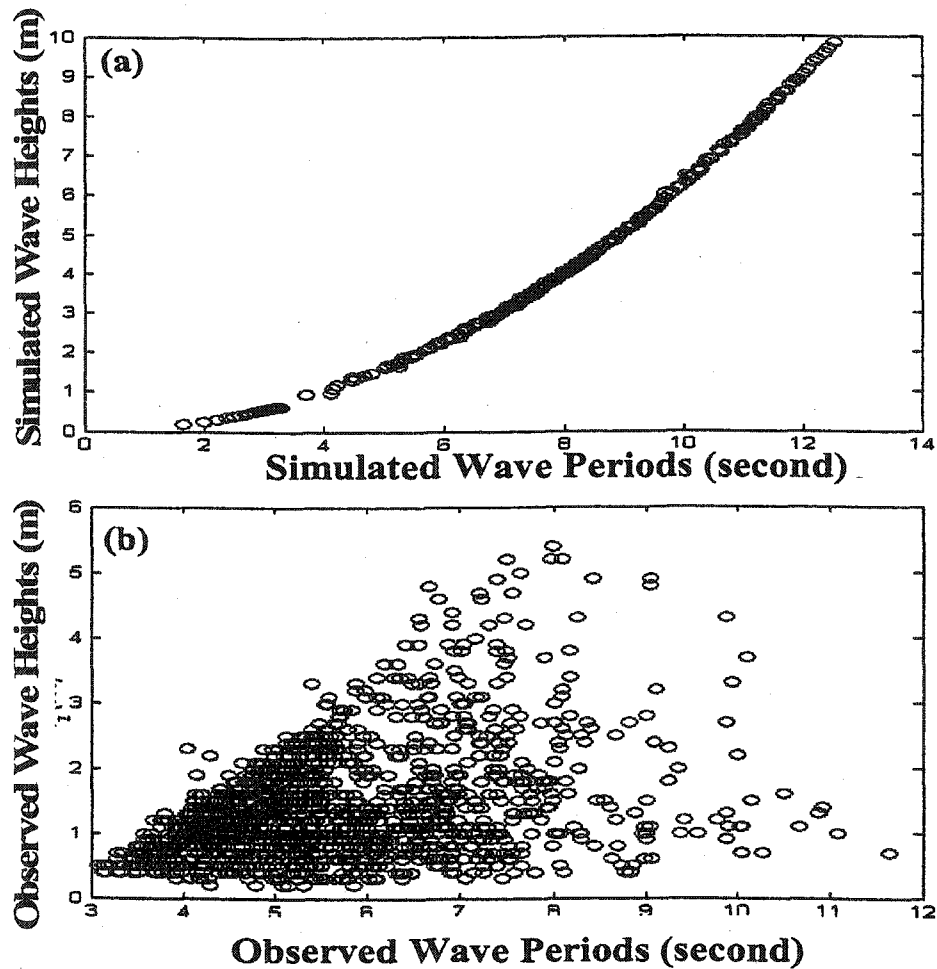 (a)
Simulated Wave Heights (m)
10
9
8
7
6
5
4
3
2
1
0
0 2 4 6 8 10 12 14
Simulated Wave Periods (second)
(b)
Observed Wave Heights (m)
6
5
4
3
2
1
0
3 4 5 6 7 8 9 10 11 12
Observed Wave Periods (second)